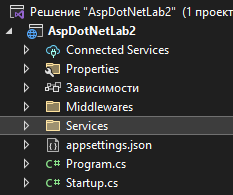 Решение "AspDotNetLab2" (1 проект
AspDotNetLab2
Connected Services
Properties
Зависимости
Middlewares
Services
appsettings.json
C# Program.cs
C# Startup.cs